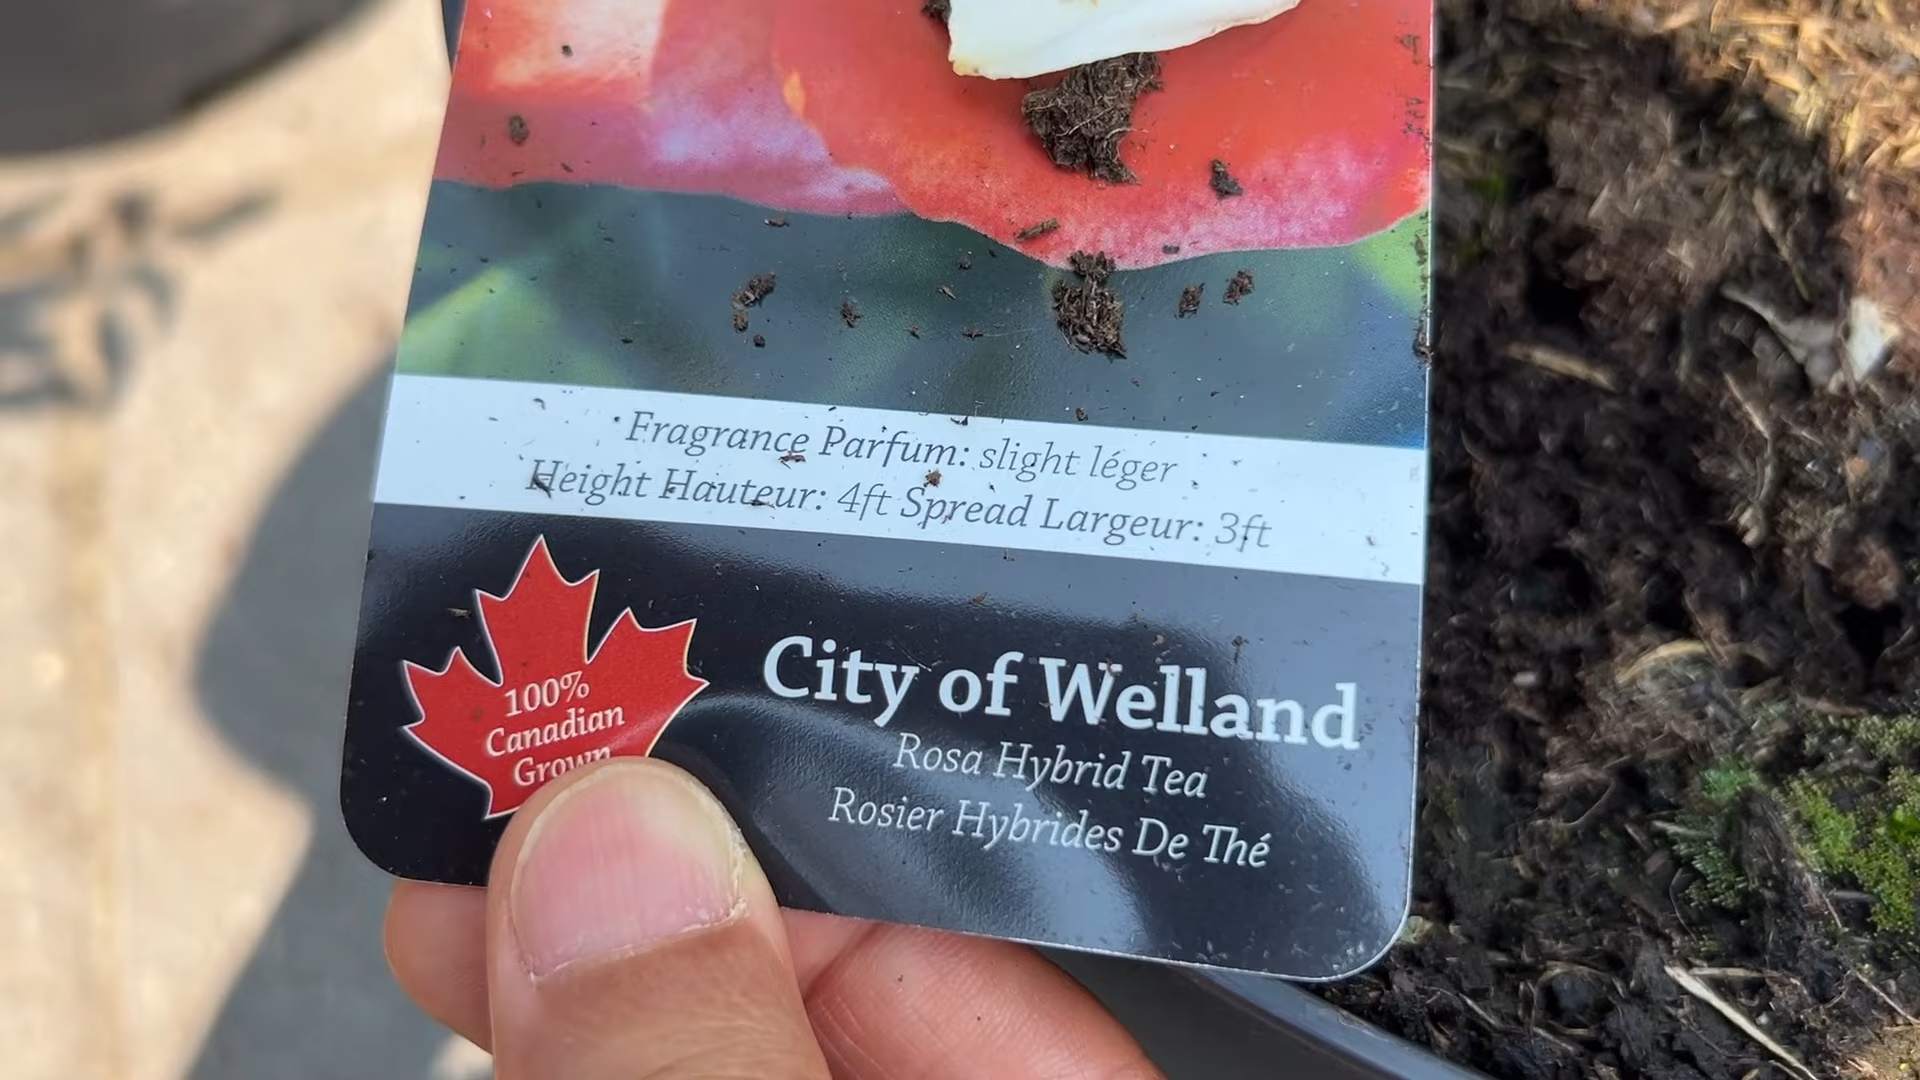 Fragrance Parfum: slight léger
Height Hauteur: 4ft Spread Largeur: 3ft
100%
Canadian
Grown
City of Welland
Rosa Hybrid Tea
Rosier Hybrides De Thé